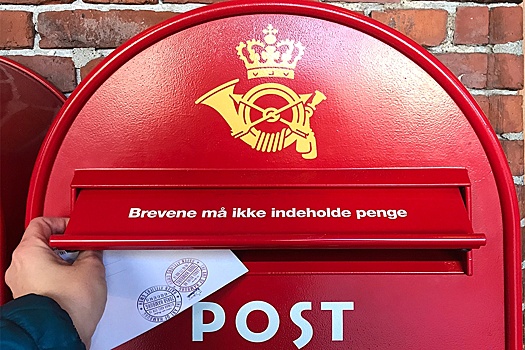 Brevene må ikke indeholde penge
POST